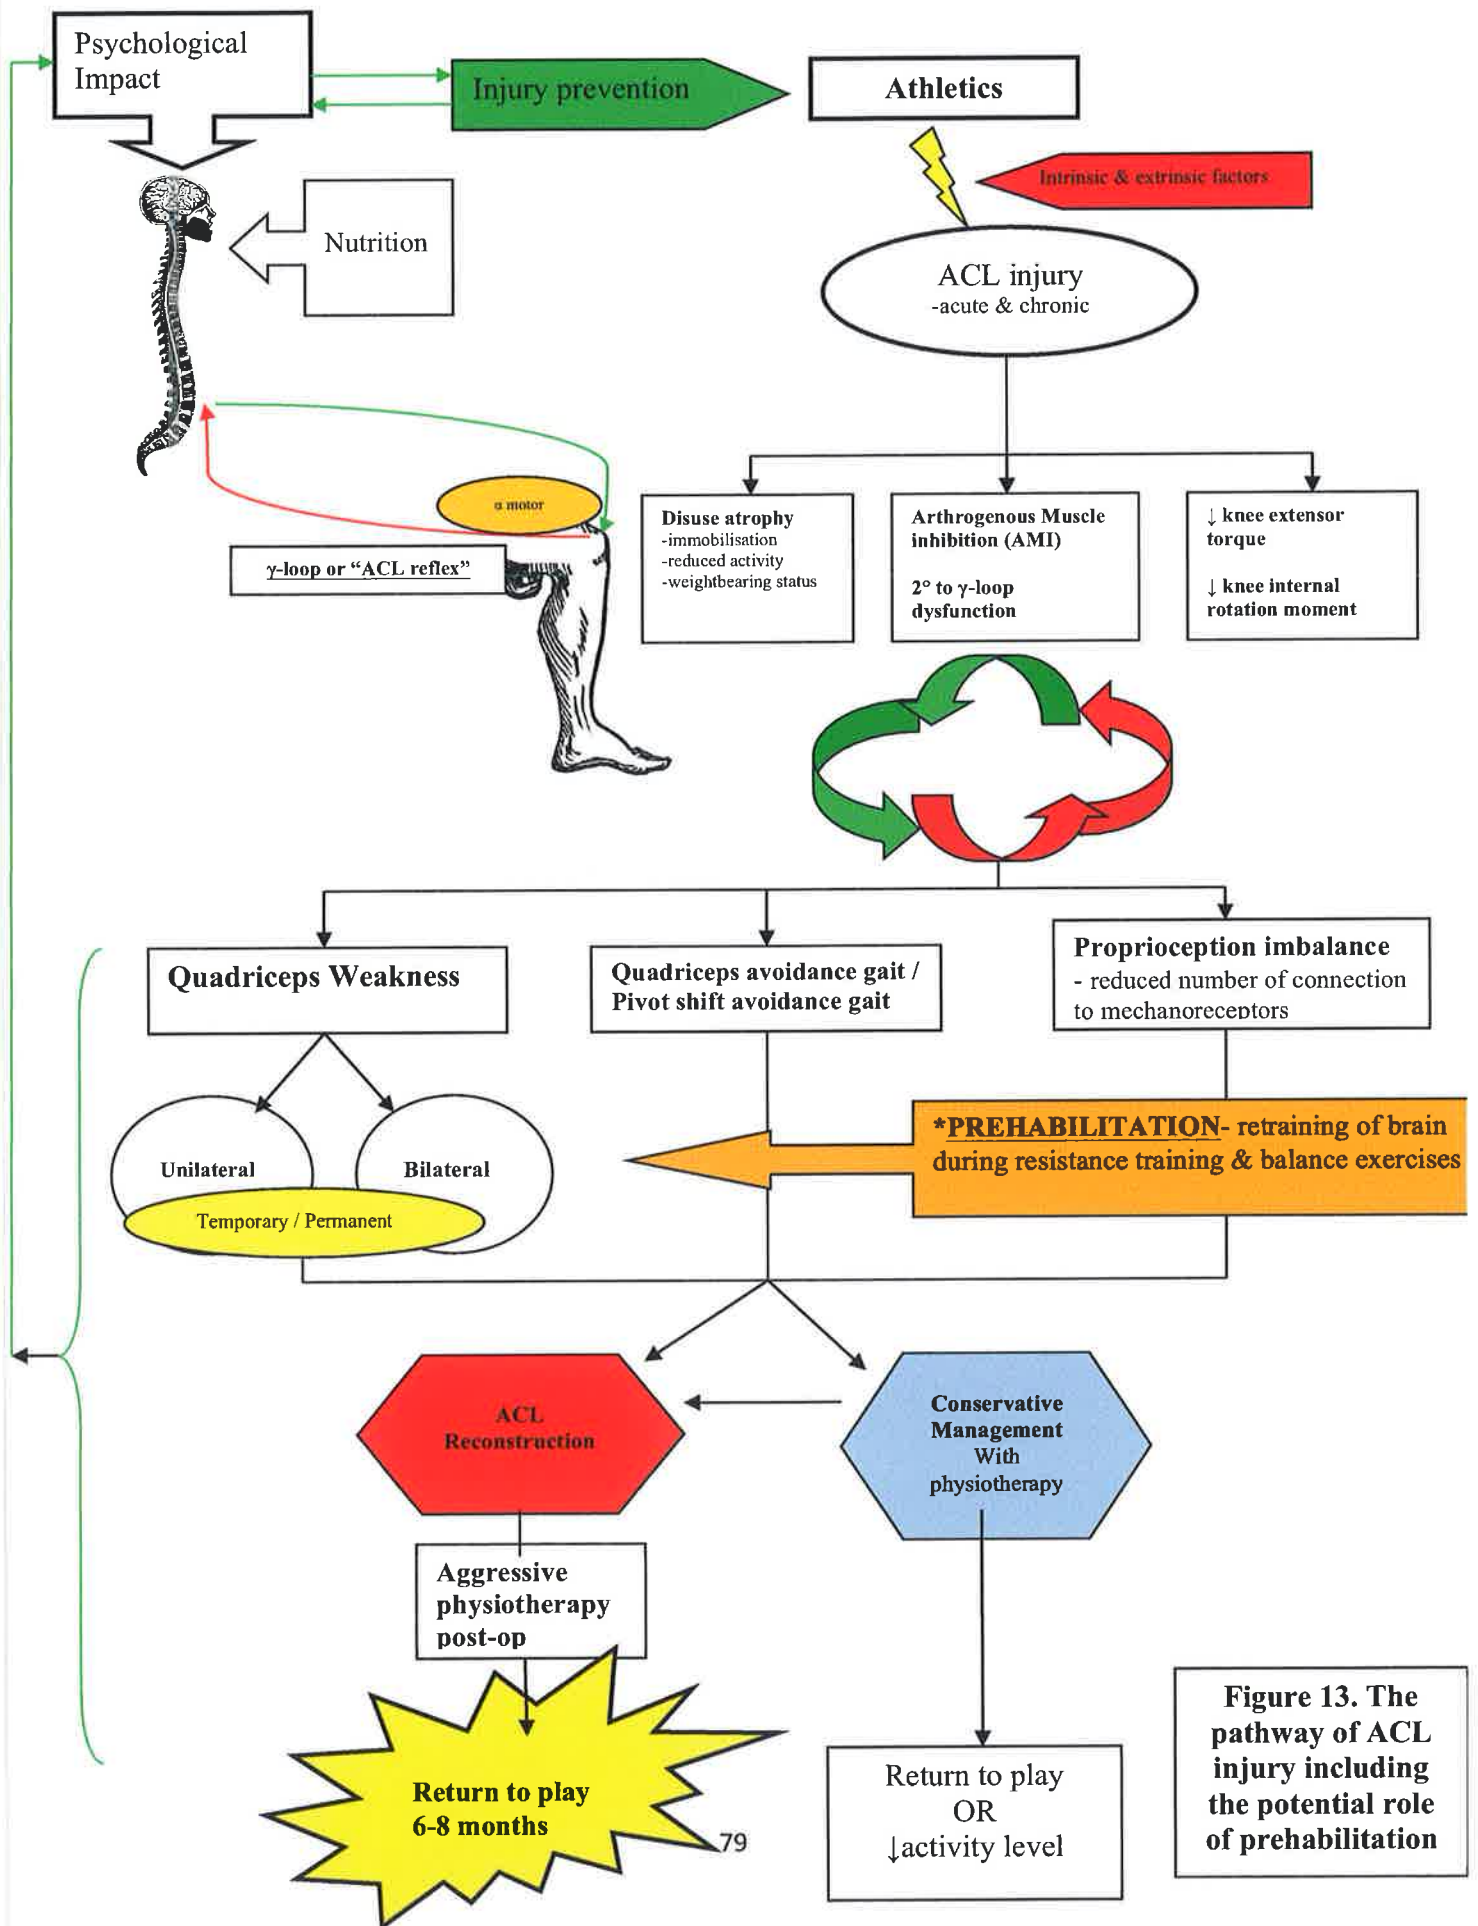 Psychological
Impact
Injury prevention
Athletics
Intrinsic & extrinsic factors
Nutrition
ACL injury
-acute & chronic
α motor
γ-loop or “ACL reflex”
Disuse atrophy
-immobilisation
-reduced activity
-weightbearing status
Arthrogenous Muscle
inhibition (AMI)
2° to γ-loop
dysfunction
↓ knee extensor
torque
↓ knee internal
rotation moment
Quadriceps Weakness
Quadriceps avoidance gait /
Pivot shift avoidance gait
Proprioception imbalance
- reduced number of connection
to mechanoreceptors
Unilateral
Bilateral
Temporary / Permanent
*PREHABILITATION- retraining of brain
during resistance training & balance exercises
ACL
Reconstruction
Conservative
Management
With
physiotherapy
Aggressive
physiotherapy
post-op
Return to play
6-8 months
79
Return to play
OR
↓activity level
Figure 13. The
pathway of ACL
injury including
the potential role
of prehabilitation